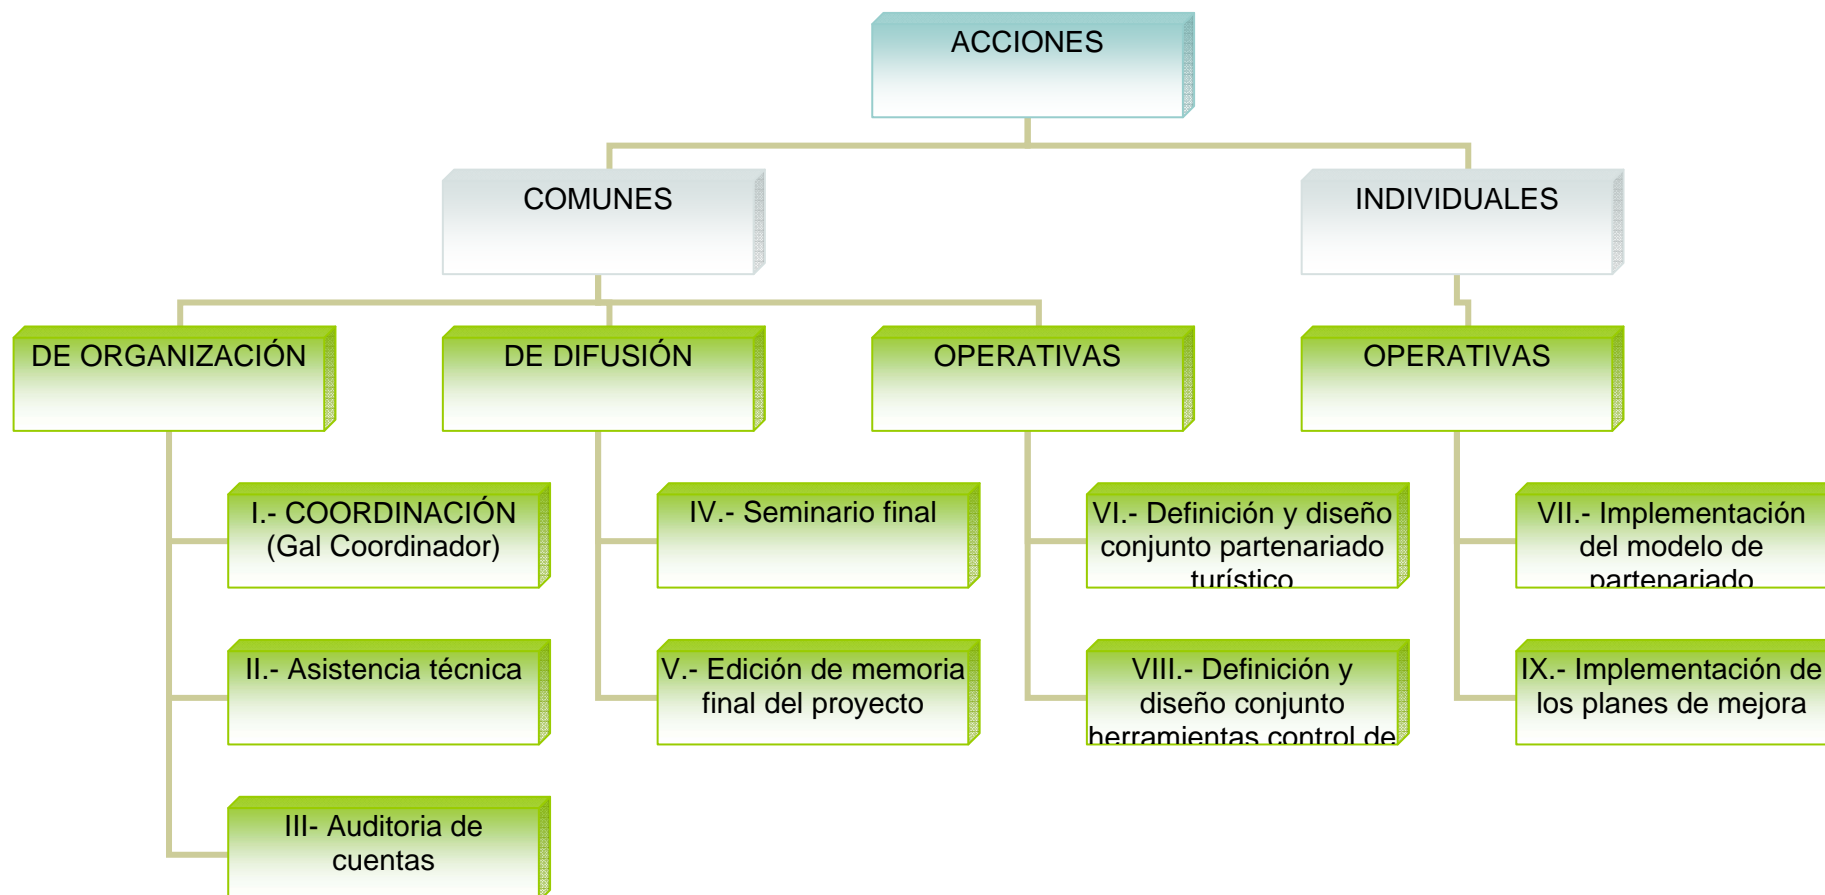 ACCIONES
COMUNES
INDIVIDUALES
DE ORGANIZACIÓN
DE DIFUSIÓN
OPERATIVAS
OPERATIVAS
I.- COORDINACIÓN
(Gal Coordinador)
IV.- Seminario final
VI.- Definición y diseño
conjunto partenariado
turístico
VII.- Implementación
del modelo de
partenariado
II.- Asistencia técnica
V.- Edición de memoria
final del proyecto
VIII.- Definición y
diseño conjunto
herramientas control de
IX.- Implementación de
los planes de mejora
III- Auditoria de
cuentas